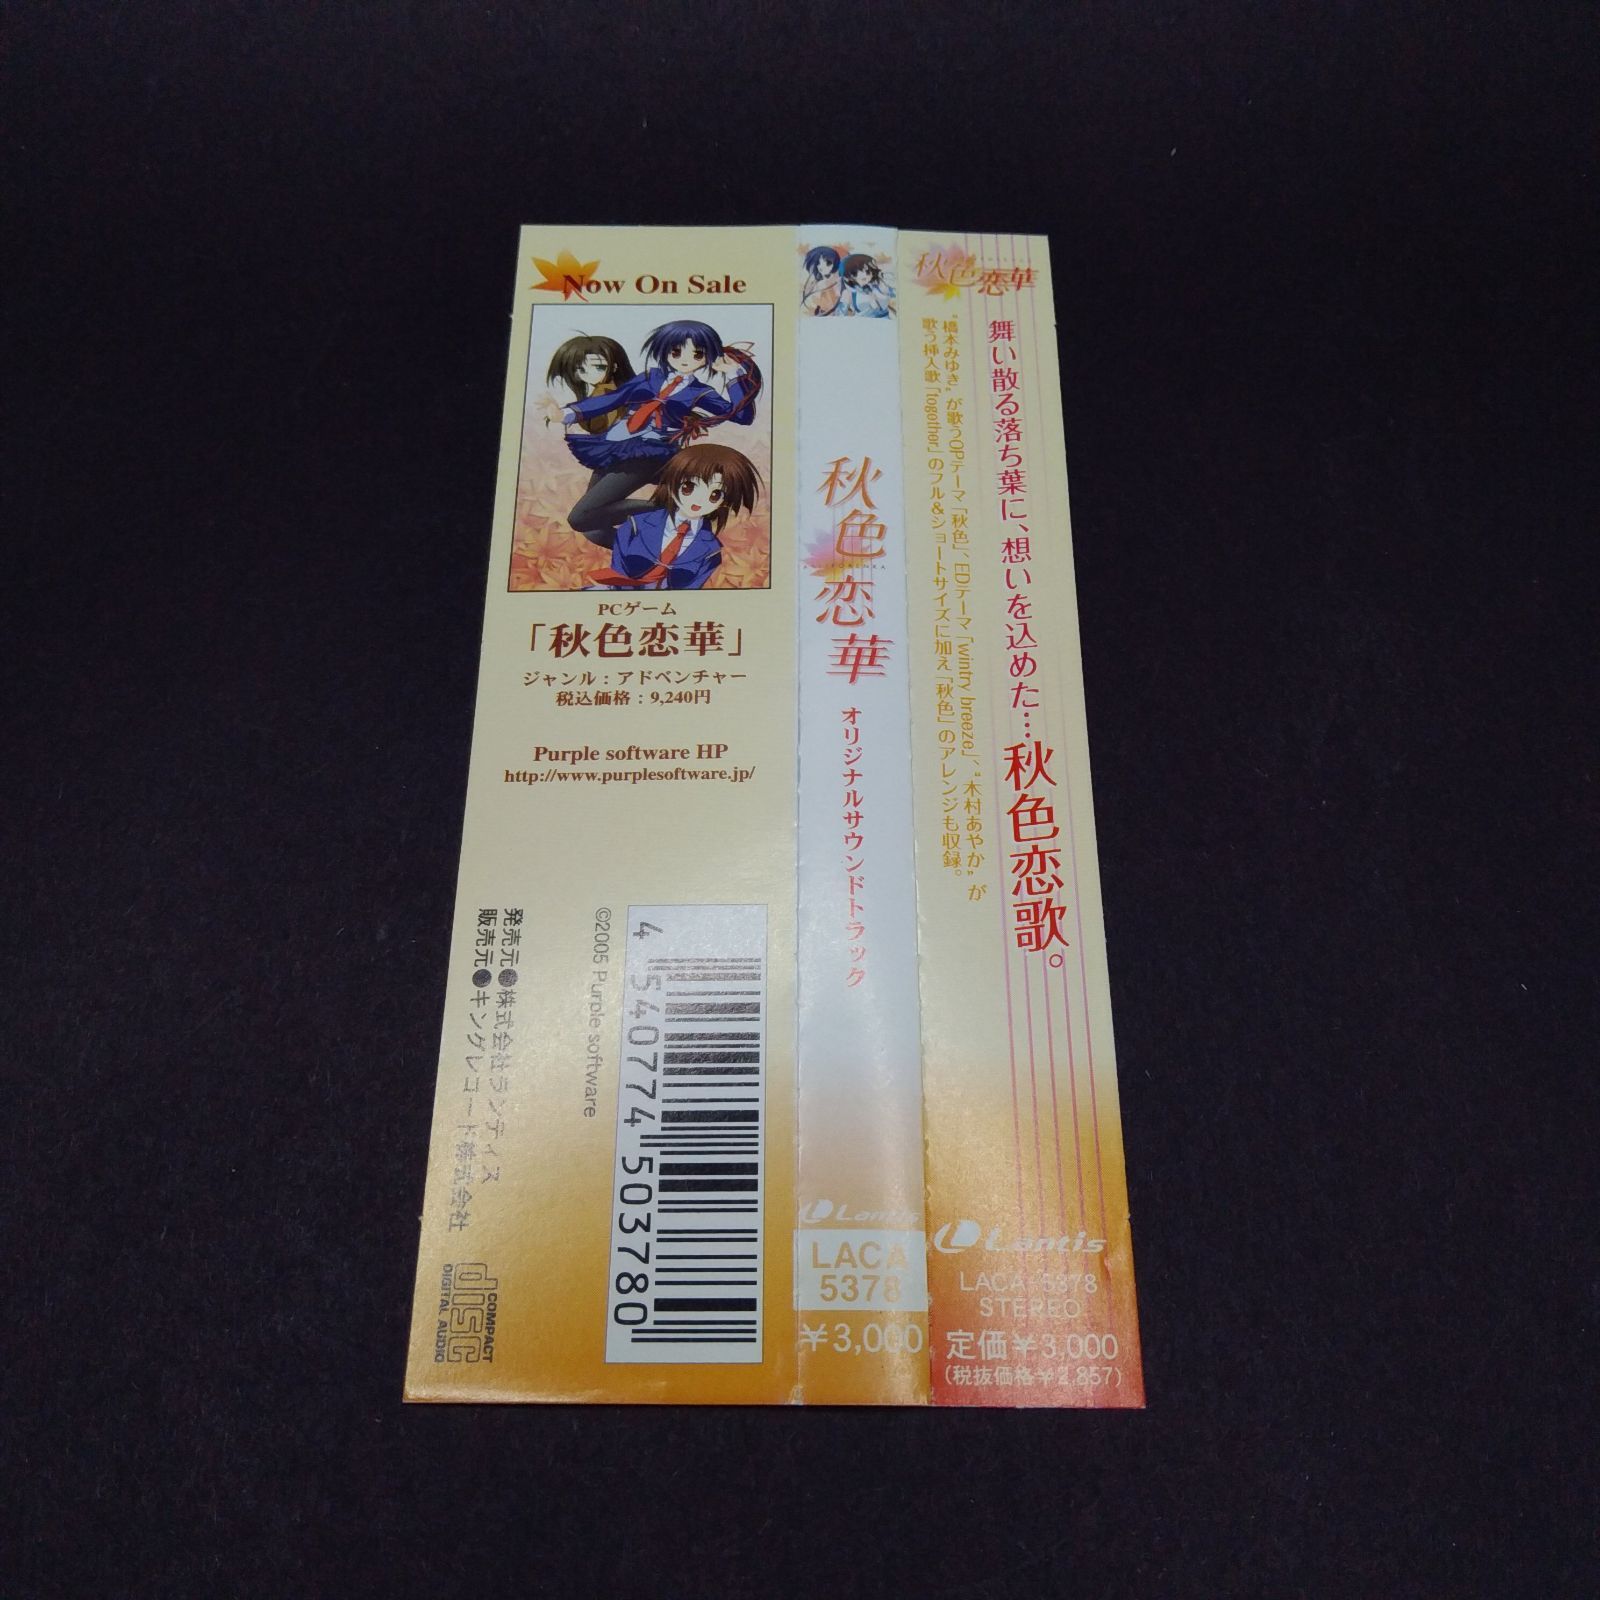 Now On Sale
PCゲーム
「秋色恋華」
ジャンル：アドベンチャー
税込価格：9,240円
Purple software HP
http://www.purplesoftware.jp/
©2005 Purple software
4 540774 503780
発売元●株式会社ランティス
販売元●キングレコード株式会社
COMPACT
disc
DIGITAL AUDIO
秋色恋華
オリジナルサウンドトラック
Lantis
LACA
5378
¥3,000
秋色恋華
舞い散る落ち葉に、想いを込めた…秋色恋歌。
"橋本みゆき"が歌うOPテーマ「秋色」、EDテーマ「wintry breeze」、"木村あやか"が
歌う挿入歌「together」のフル＆ショートサイズに加え「秋色」のアレンジも収録。
Lantis
LACA-5378
STEREO
定価¥3,000
(税抜価格¥2,857)